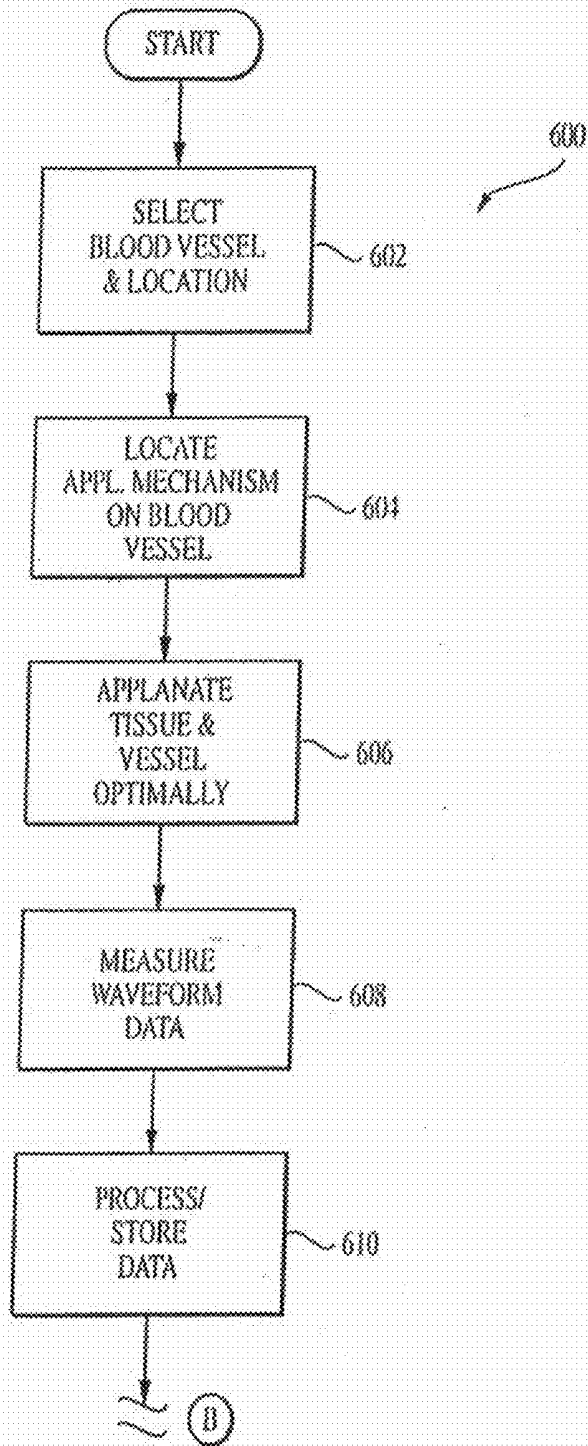 START
600
SELECT
BLOOD VESSEL
& LOCATION
602
LOCATE
APPL. MECHANISM
ON BLOOD
VESSEL
604
APPLANATE
TISSUE &
VESSEL
OPTIMALLY
606
MEASURE
WAVEFORM
DATA
608
PROCESS/
STORE
DATA
610
B